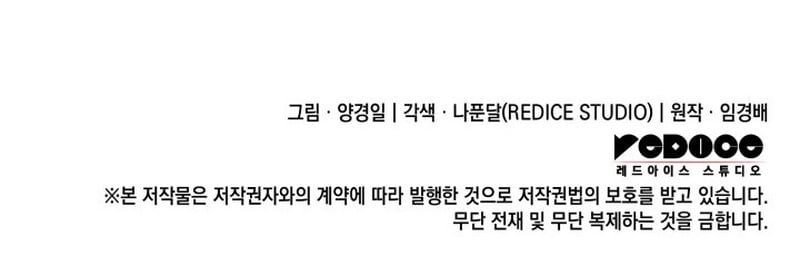 그림 · 양경일 | 각색 · 나푼달(REDICE STUDIO) | 원작 · 임경배
REDICE
레드아이스 스튜디오
※본 저작물은 저작권자와의 계약에 따라 발행한 것으로 저작권법의 보호를 받고 있습니다.
무단 전재 및 무단 복제하는 것을 금합니다.